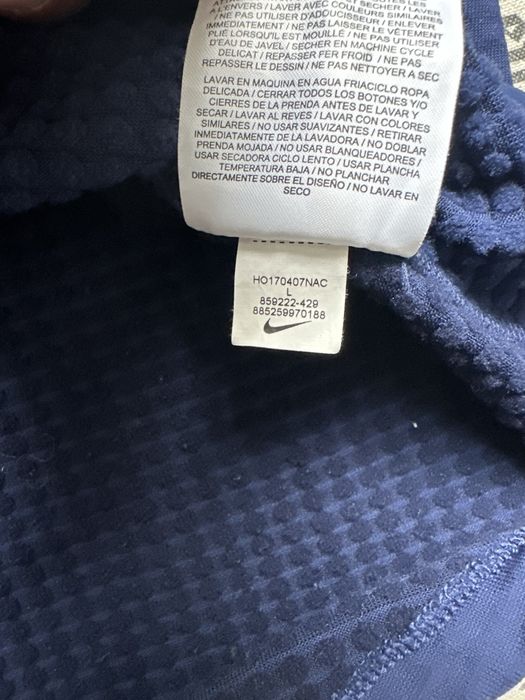 À L'ENVERS / LAVER AVEC COULEURS SIMILAIRES
/ NE PAS UTILISER D'ADOUCISSEUR / ENLEVER
IMMÉDIATEMENT / NE PAS LAISSER LE VÊTEMENT
PLIÉ LORSQU'IL EST MOUILLÉ / NE PAS UTILISER
D'EAU DE JAVEL / SECHER EN MACHINE CYCLE
DELICAT / REPASSER FER FROID / NE PAS
REPASSER LE DESSIN / NE PAS NETTOYER A SEC
LAVAR EN MAQUINA EN AGUA FRIACICLO ROPA
DELICADA / CERRAR TODOS LOS BOTONES Y/O
CIERRES DE LA PRENDA ANTES DE LAVAR Y
SECAR / LAVAR AL REVES / LAVAR CON COLORES
SIMILARES / NO USAR SUAVIZANTES / RETIRAR
INMEDIATAMENTE DE LA LAVADORA / NO DOBLAR
PRENDA MOJADA / NO USAR BLANQUEADORES /
USAR SECADORA CICLO LENTO / USAR PLANCHA
TEMPERATURA BAJA / NO PLANCHAR
DIRECTAMENTE SOBRE EL DISEÑO / NO LAVAR EN
SECO
HO170407NAC
L
859222-429
885259970188